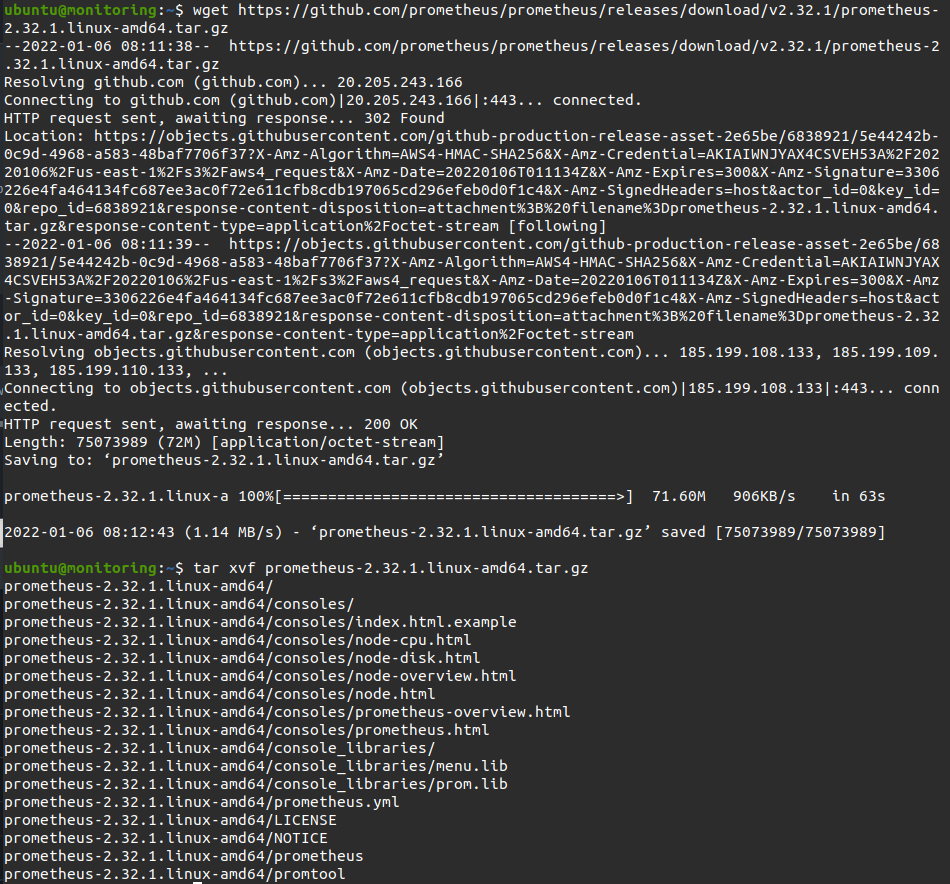 ubuntu@monitoring:~$ wget https://github.com/prometheus/prometheus/releases/download/v2.32.1/prometheus-
2.32.1.linux-amd64.tar.gz
--2022-01-06 08:11:38--  https://github.com/prometheus/prometheus/releases/download/v2.32.1/prometheus-2
.32.1.linux-amd64.tar.gz
Resolving github.com (github.com)... 20.205.243.166
Connecting to github.com (github.com)|20.205.243.166|:443... connected.
HTTP request sent, awaiting response... 302 Found
Location: https://objects.githubusercontent.com/github-production-release-asset-2e65be/6838921/5e44242b-
0c9d-4968-a583-48baf7706f37?X-Amz-Algorithm=AWS4-HMAC-SHA256&X-Amz-Credential=AKIAIWNJYAX4CSVEH53A%2F202
20106%2Fus-east-1%2Fs3%2Faws4_request&X-Amz-Date=20220106T011134Z&X-Amz-Expires=300&X-Amz-Signature=3306
226e4fa464134fc687ee3ac0f72e611cfb8cdb197065cd296efeb0d0f1c4&X-Amz-SignedHeaders=host&actor_id=0&key_id=
0&repo_id=6838921&response-content-disposition=attachment%3B%20filename%3Dprometheus-2.32.1.linux-amd64.
tar.gz&response-content-type=application%2Foctet-stream [following]
--2022-01-06 08:11:39--  https://objects.githubusercontent.com/github-production-release-asset-2e65be/68
38921/5e44242b-0c9d-4968-a583-48baf7706f37?X-Amz-Algorithm=AWS4-HMAC-SHA256&X-Amz-Credential=AKIAIWNJYAX
4CSVEH53A%2F20220106%2Fus-east-1%2Fs3%2Faws4_request&X-Amz-Date=20220106T011134Z&X-Amz-Expires=300&X-Amz
-Signature=3306226e4fa464134fc687ee3ac0f72e611cfb8cdb197065cd296efeb0d0f1c4&X-Amz-SignedHeaders=host&act
or_id=0&key_id=0&repo_id=6838921&response-content-disposition=attachment%3B%20filename%3Dprometheus-2.32
.1.linux-amd64.tar.gz&response-content-type=application%2Foctet-stream
Resolving objects.githubusercontent.com (objects.githubusercontent.com)... 185.199.108.133, 185.199.109.
133, 185.199.110.133, ...
Connecting to objects.githubusercontent.com (objects.githubusercontent.com)|185.199.108.133|:443... conn
ected.
HTTP request sent, awaiting response... 200 OK
Length: 75073989 (72M) [application/octet-stream]
Saving to: ‘prometheus-2.32.1.linux-amd64.tar.gz’
prometheus-2.32.1.linux-a 100%[=====================================>]  71.60M   906KB/s    in 63s
2022-01-06 08:12:43 (1.14 MB/s) - ‘prometheus-2.32.1.linux-amd64.tar.gz’ saved [75073989/75073989]
ubuntu@monitoring:~$ tar xvf prometheus-2.32.1.linux-amd64.tar.gz
prometheus-2.32.1.linux-amd64/
prometheus-2.32.1.linux-amd64/consoles/
prometheus-2.32.1.linux-amd64/consoles/index.html.example
prometheus-2.32.1.linux-amd64/consoles/node-cpu.html
prometheus-2.32.1.linux-amd64/consoles/node-disk.html
prometheus-2.32.1.linux-amd64/consoles/node-overview.html
prometheus-2.32.1.linux-amd64/consoles/node.html
prometheus-2.32.1.linux-amd64/consoles/prometheus-overview.html
prometheus-2.32.1.linux-amd64/consoles/prometheus.html
prometheus-2.32.1.linux-amd64/console_libraries/
prometheus-2.32.1.linux-amd64/console_libraries/menu.lib
prometheus-2.32.1.linux-amd64/console_libraries/prom.lib
prometheus-2.32.1.linux-amd64/prometheus.yml
prometheus-2.32.1.linux-amd64/LICENSE
prometheus-2.32.1.linux-amd64/NOTICE
prometheus-2.32.1.linux-amd64/prometheus
prometheus-2.32.1.linux-amd64/promtool